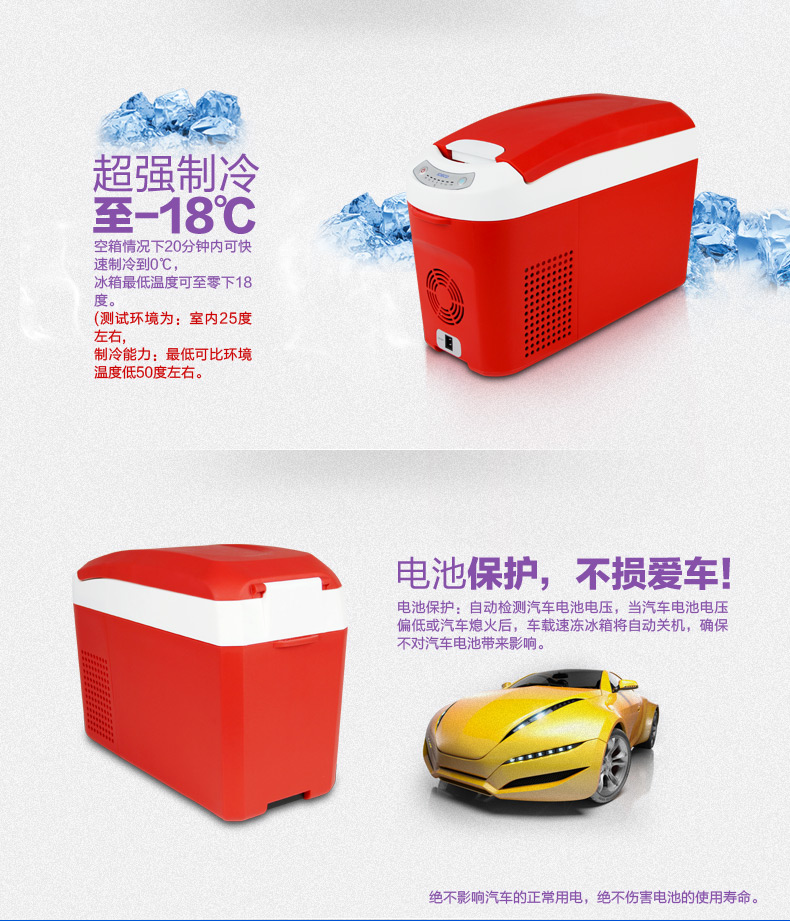 超强制冷
至-18℃
空箱情况下20分钟内可快
速制冷到0℃,
冰箱最低温度可至零下18
度。
(测试环境为：室内25度
左右,
制冷能力：最低可比环境
温度低50度左右。
电池保护，不损爱车!
电池保护：自动检测汽车电池电压，当汽车电池电压
偏低或汽车熄火后，车载速冻冰箱将自动关机，确保
不对汽车电池带来影响。
绝不影响汽车的正常用电，绝不伤害电池的使用寿命。